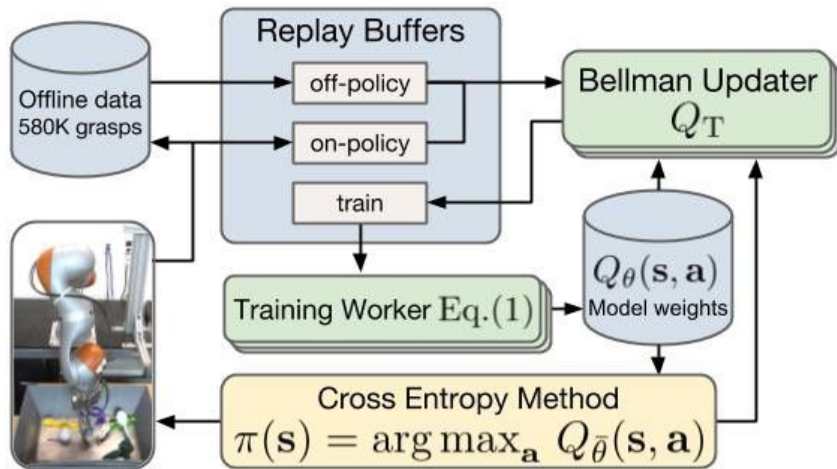 Replay Buffers
Offline data
580K grasps
off-policy
on-policy
train
Bellman Updater
Q_T
Training Worker Eq.(1)
Q_θ(s, a)
Model weights
Cross Entropy Method
π(s) = arg max_a Q_θ̄(s, a)